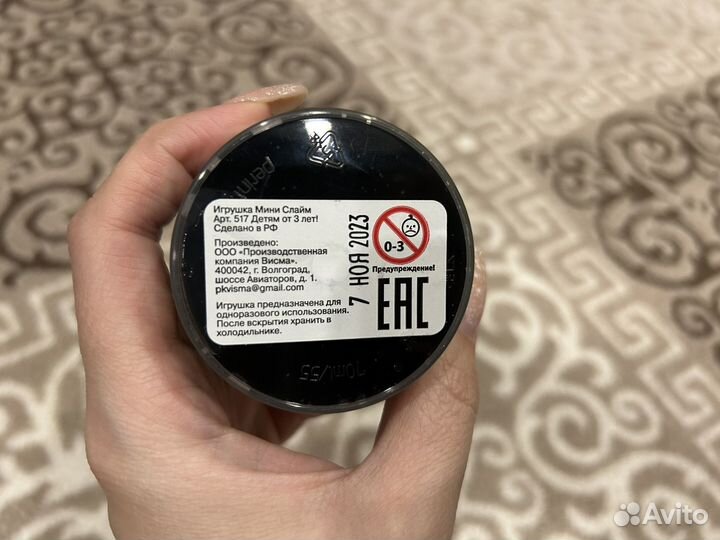 Игрушка Мини Слайм
Арт. 517 Детям от 3 лет!
Сделано в РФ
Произведено:
ООО «Производственная
компания Висма».
400042, г. Волгоград,
шоссе Авиаторов, д. 1.
pkvisma@gmail.com
Игрушка предназначена для
одноразового использования.
После вскрытия хранить в
холодильнике.
7 НОЯ 2023
0-3
Предупреждение!
EAC
Avito